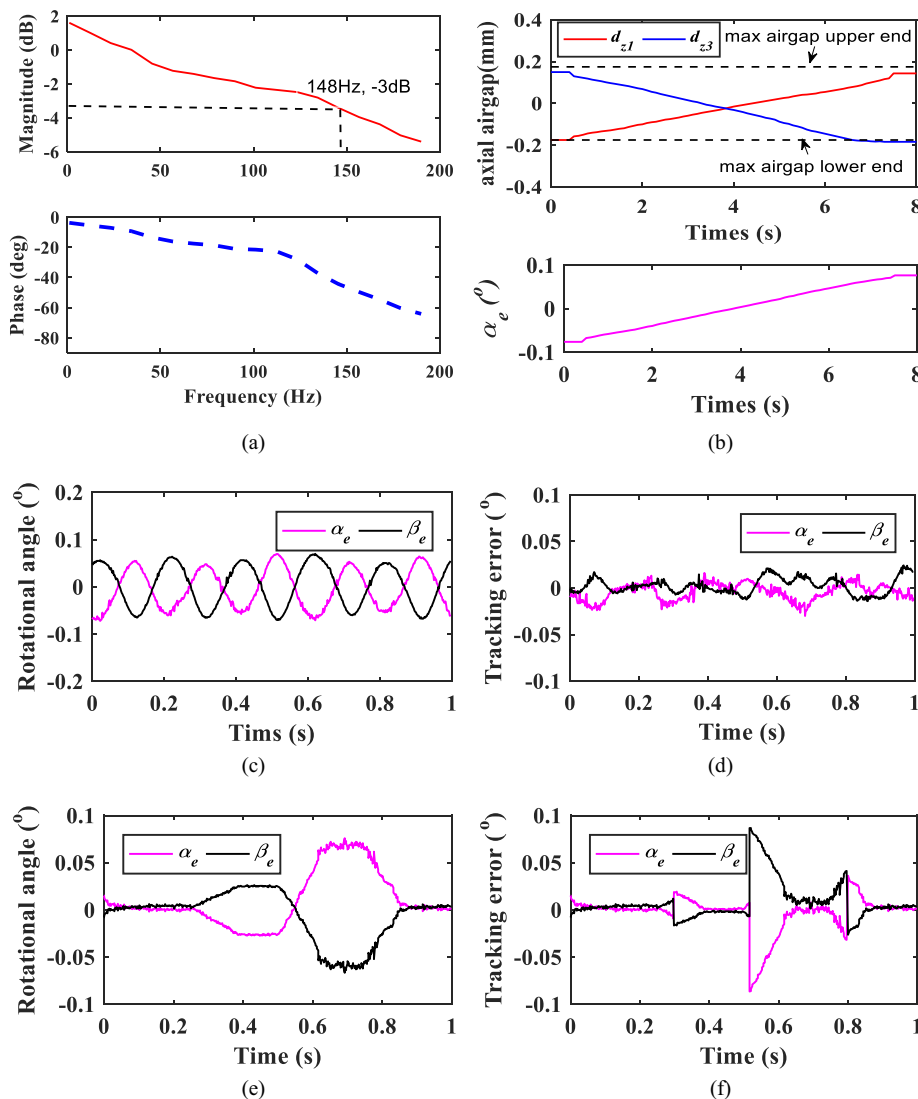 2
0
-2
-4
-6
Magnitude (dB)
148Hz, -3dB
0 50 100 150 200
0
-20
-40
-60
-80
Phase (deg)
0 50 100 150 200
Frequency (Hz)
(a)
0.4
0.2
0
-0.2
-0.4
axial airgap(mm)
d_z1 d_z3
max airgap upper end
max airgap lower end
0 2 4 6 8
Times (s)
0.1
0
-0.1
α_e (°)
0 2 4 6 8
Times (s)
(b)
0.2
0.1
0
-0.1
-0.2
Rotational angle (°)
α_e β_e
0 0.2 0.4 0.6 0.8 1
Tims (s)
(c)
0.1
0.05
0
-0.05
-0.1
Tracking error (°)
α_e β_e
0 0.2 0.4 0.6 0.8 1
Time (s)
(d)
0.1
0.05
0
-0.05
-0.1
Rotational angle (°)
α_e β_e
0 0.2 0.4 0.6 0.8 1
Time (s)
(e)
0.1
0.05
0
-0.05
-0.1
Tracking error (°)
α_e β_e
0 0.2 0.4 0.6 0.8 1
Time (s)
(f)